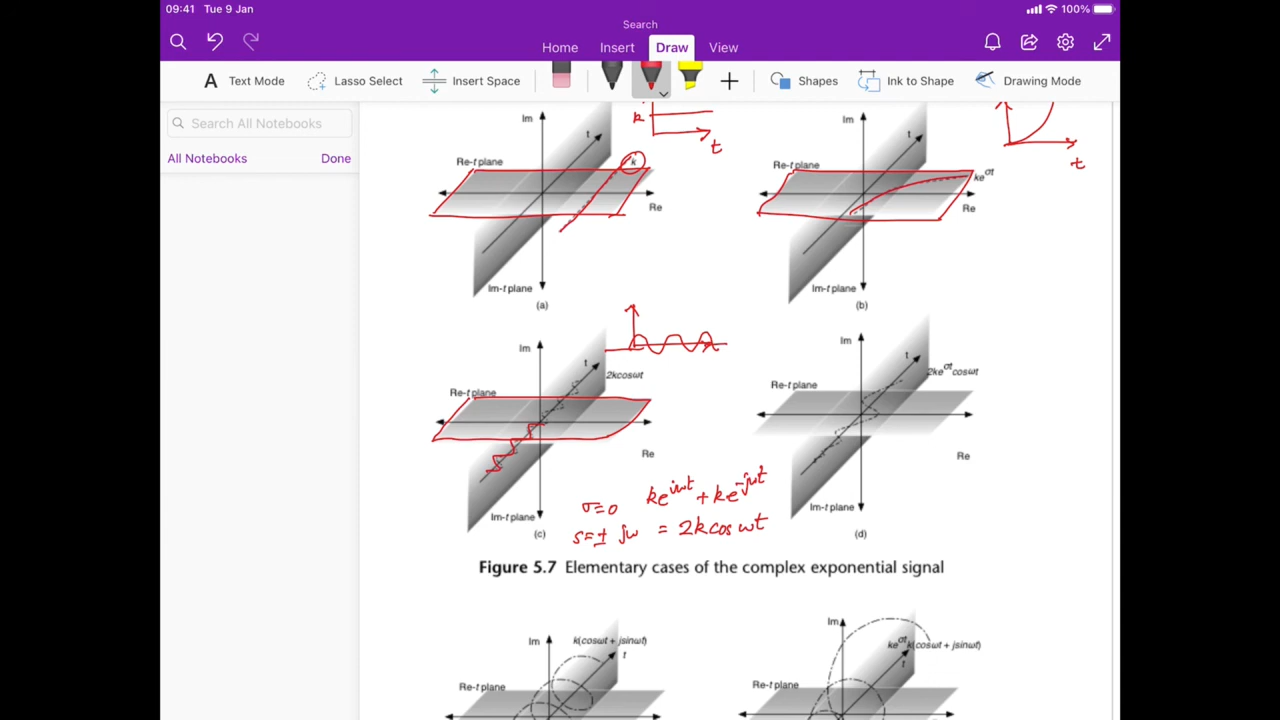 09:41 Tue 9 Jan
100%
Search
Home Insert Draw View
Text Mode Lasso Select Insert Space Shapes Ink to Shape Drawing Mode
Search All Notebooks
All Notebooks Done
Im
t
Re-t plane
k
Re
Im-t plane
(a)
k
t
Im
t
Re-t plane
ke^σt
Re
Im-t plane
(b)
t
Im
t
2kcosωt
Re-t plane
Re
Im-t plane
(c)
σ=0 ke^jωt + ke^-jωt
s=± jω = 2k cos ωt
Im
t
2ke^σt cosωt
Re-t plane
Re
Im-t plane
(d)
Figure 5.7 Elementary cases of the complex exponential signal
Im
k(cosωt + jsinωt)
t
Re-t plane
Im
ke^σt k(cosωt + jsinωt)
t
Re-t plane